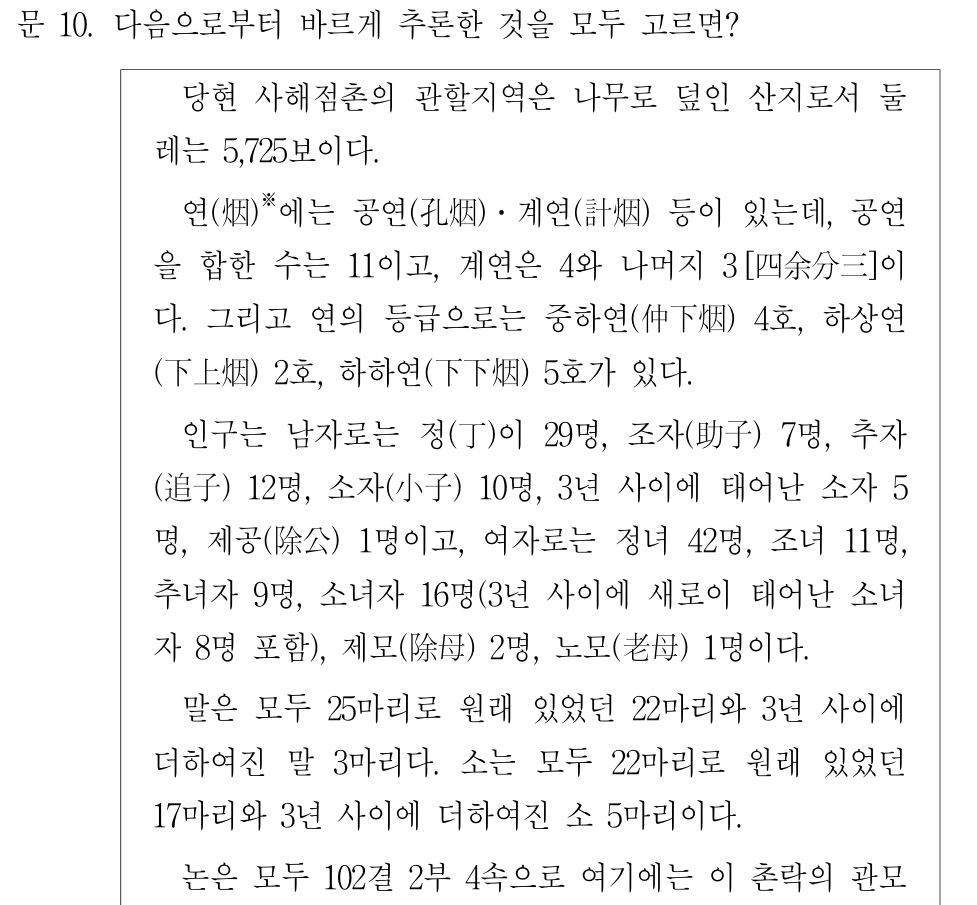 문 10. 다음으로부터 바르게 추론한 것을 모두 고르면?
당현 사해점촌의 관할지역은 나무로 덮인 산지로서 둘
레는 5,725보이다.
연(烟)※에는 공연(孔烟)·계연(計烟) 등이 있는데, 공연
을 합한 수는 11이고, 계연은 4와 나머지 3[四余分三]이
다. 그리고 연의 등급으로는 중하연(仲下烟) 4호, 하상연
(下上烟) 2호, 하하연(下下烟) 5호가 있다.
인구는 남자로는 정(丁)이 29명, 조자(助子) 7명, 추자
(追子) 12명, 소자(小子) 10명, 3년 사이에 태어난 소자 5
명, 제공(除公) 1명이고, 여자로는 정녀 42명, 조녀 11명,
추녀자 9명, 소녀자 16명(3년 사이에 새로이 태어난 소녀
자 8명 포함), 제모(除母) 2명, 노모(老母) 1명이다.
말은 모두 25마리로 원래 있었던 22마리와 3년 사이에
더하여진 말 3마리다. 소는 모두 22마리로 원래 있었던
17마리와 3년 사이에 더하여진 소 5마리이다.
논은 모두 102결 2부 4속으로 여기에는 이 촌락의 관모